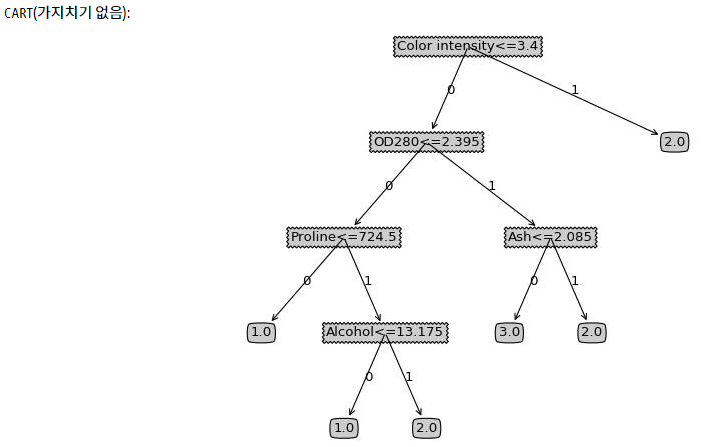 CART(가지치기 없음):
Color intensity<=3.4
0
1
OD280<=2.395
2.0
0
1
Proline<=724.5
Ash<=2.085
0
1
0
1
1.0
Alcohol<=13.175
3.0
2.0
0
1
1.0
2.0